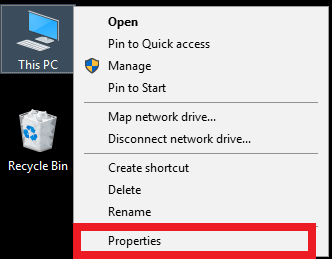 This PC
Recycle Bin
Open
Pin to Quick access
Manage
Pin to Start
Map network drive...
Disconnect network drive...
Create shortcut
Delete
Rename
Properties